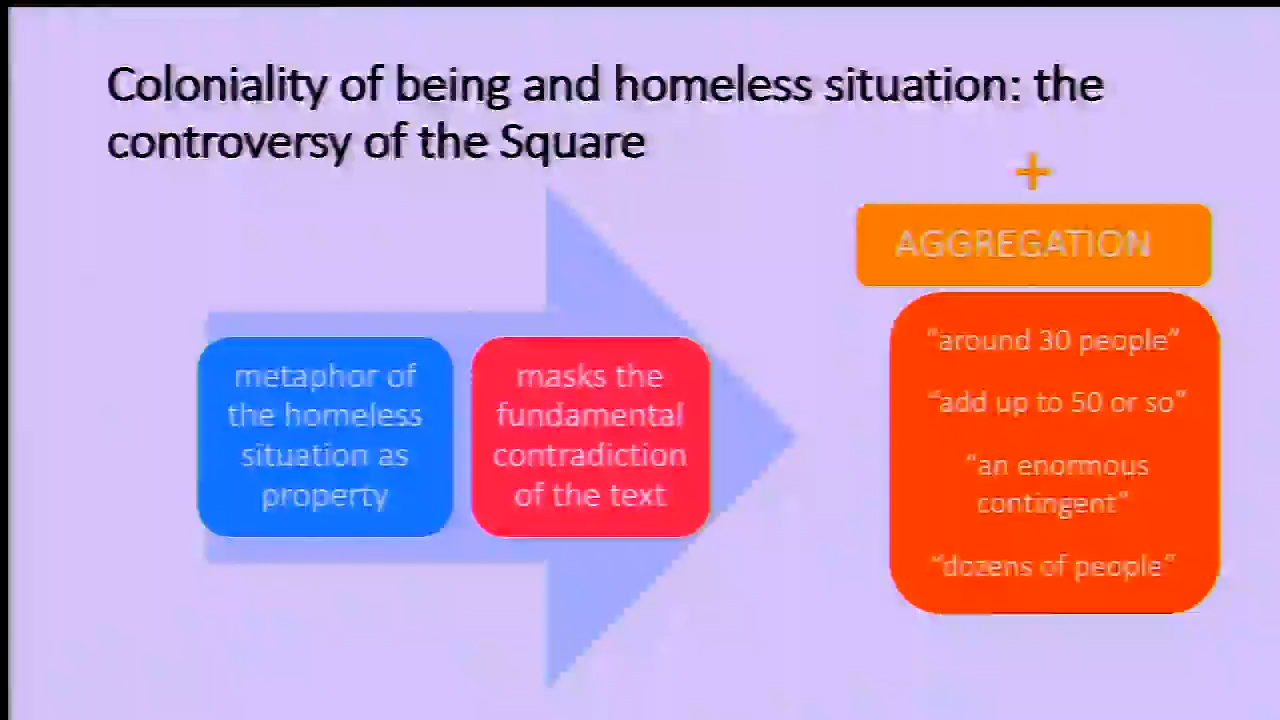 Coloniality of being and homeless situation: the
controversy of the Square
+
AGGREGATION
metaphor of
the homeless
situation as
property
masks the
fundamental
contradiction
of the text
“around 30 people”
“add up to 50 or so”
“an enormous
contingent”
“dozens of people”